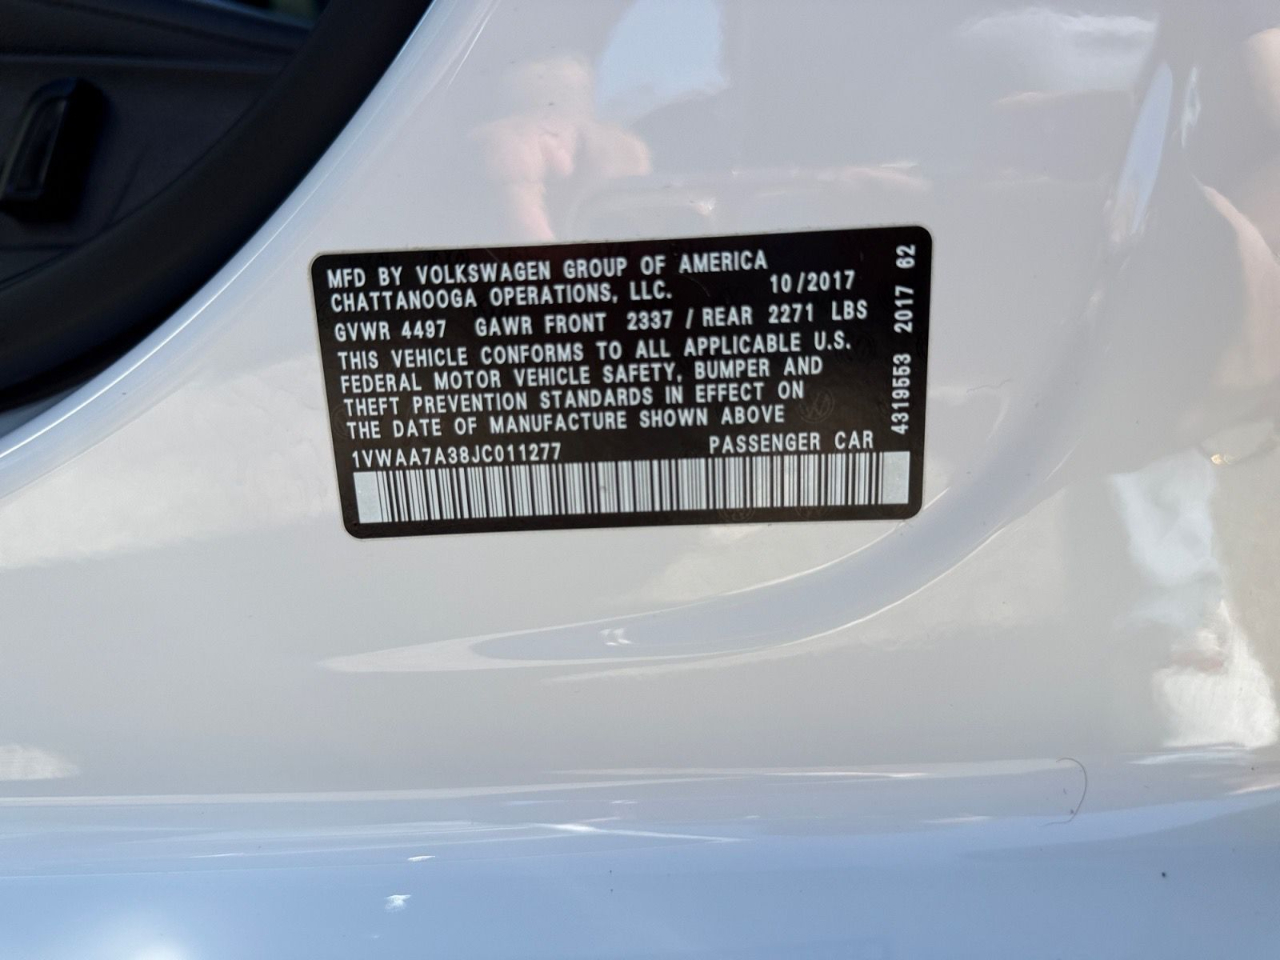 MFD BY VOLKSWAGEN GROUP OF AMERICA
CHATTANOOGA OPERATIONS, LLC. 10/2017
GVWR 4497 GAWR FRONT 2337 / REAR 2271 LBS
THIS VEHICLE CONFORMS TO ALL APPLICABLE U.S.
FEDERAL MOTOR VEHICLE SAFETY, BUMPER AND
THEFT PREVENTION STANDARDS IN EFFECT ON
THE DATE OF MANUFACTURE SHOWN ABOVE
1VWAA7A38JC011277 PASSENGER CAR
4319553 2017 62